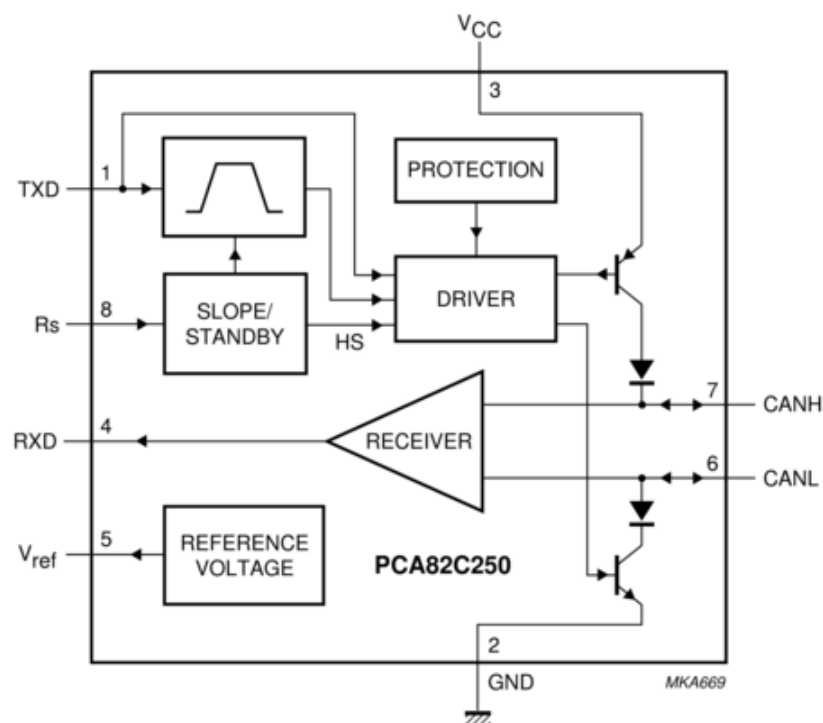 VCC
3
1
TXD
PROTECTION
DRIVER
8
Rs
SLOPE/
STANDBY
HS
7
CANH
4
RXD
RECEIVER
6
CANL
5
Vref
REFERENCE
VOLTAGE
PCA82C250
2
GND
MKA669